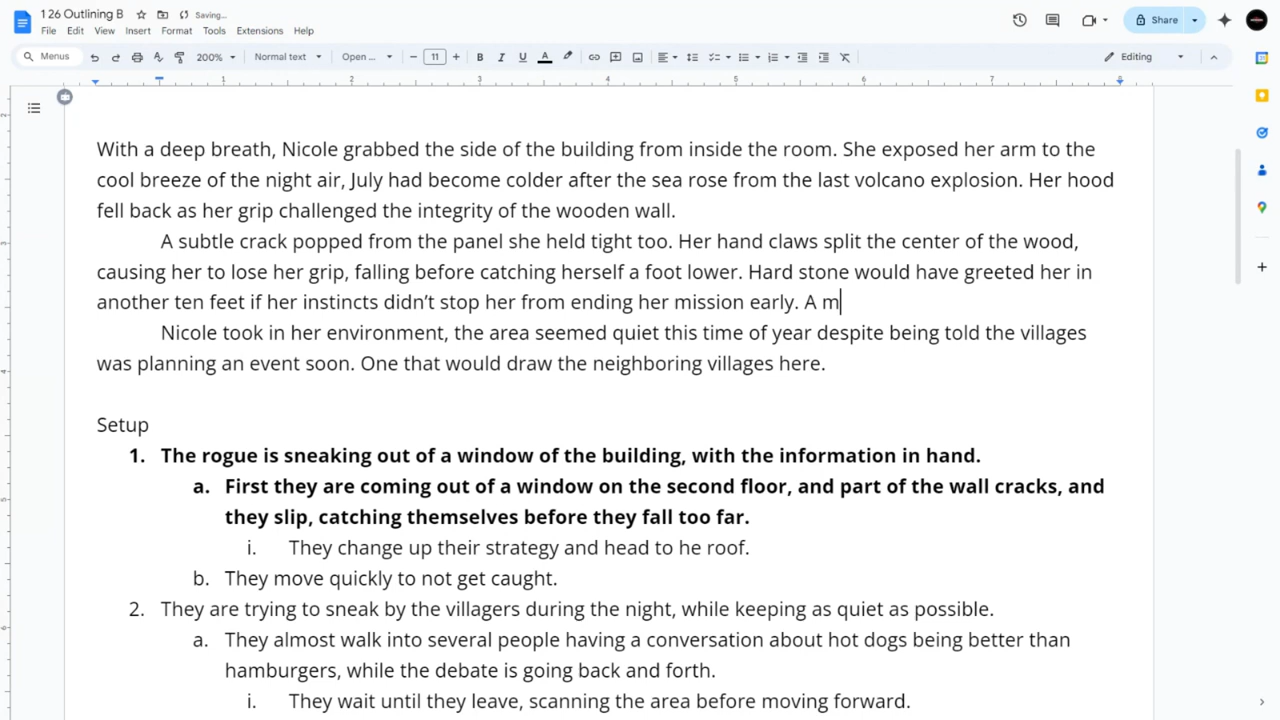 1 26 Outlining B
Saving...
File Edit View Insert Format Tools Extensions Help
Share
Menus 200% Normal text Open ... 11 B I U A Editing
1 2 3 4 5 6 7 8
With a deep breath, Nicole grabbed the side of the building from inside the room. She exposed her arm to the
cool breeze of the night air, July had become colder after the sea rose from the last volcano explosion. Her hood
fell back as her grip challenged the integrity of the wooden wall.
A subtle crack popped from the panel she held tight too. Her hand claws split the center of the wood,
causing her to lose her grip, falling before catching herself a foot lower. Hard stone would have greeted her in
another ten feet if her instincts didn’t stop her from ending her mission early. A m
Nicole took in her environment, the area seemed quiet this time of year despite being told the villages
was planning an event soon. One that would draw the neighboring villages here.
Setup
1. The rogue is sneaking out of a window of the building, with the information in hand.
a. First they are coming out of a window on the second floor, and part of the wall cracks, and
they slip, catching themselves before they fall too far.
i. They change up their strategy and head to he roof.
b. They move quickly to not get caught.
2. They are trying to sneak by the villagers during the night, while keeping as quiet as possible.
a. They almost walk into several people having a conversation about hot dogs being better than
hamburgers, while the debate is going back and forth.
i. They wait until they leave, scanning the area before moving forward.